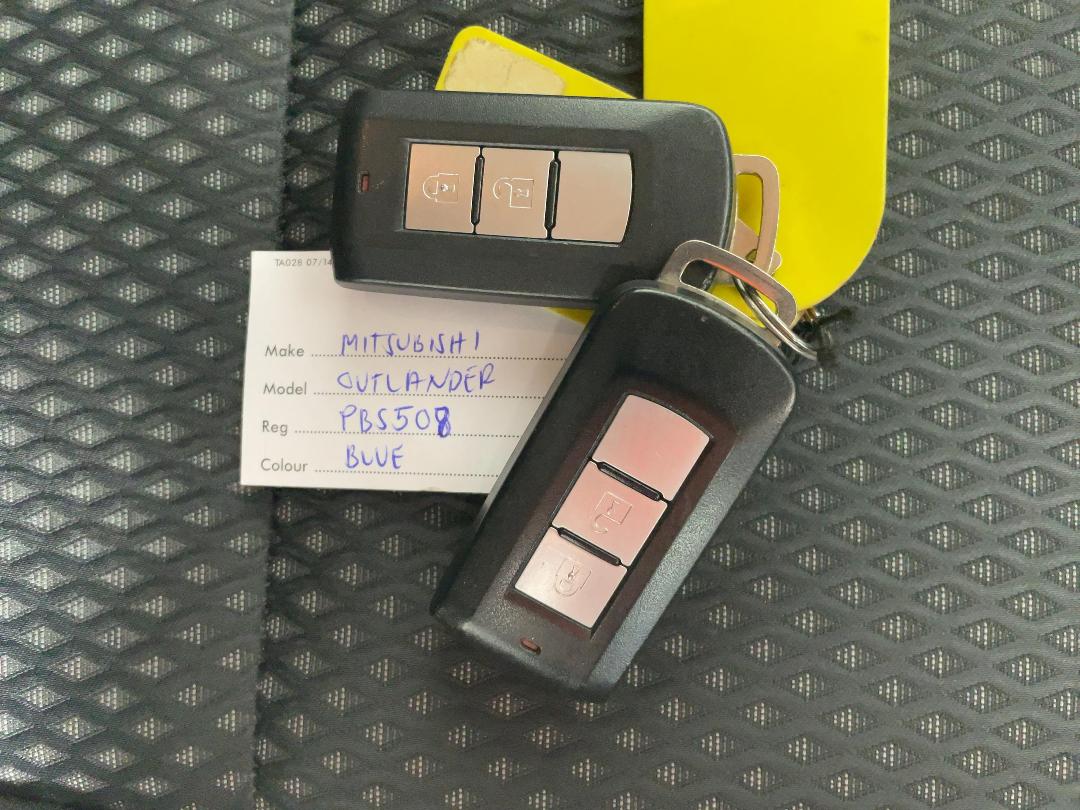 TA028 07/14
Make MITSUBISHI
Model OUTLANDER
Reg PBS508
Colour BLUE